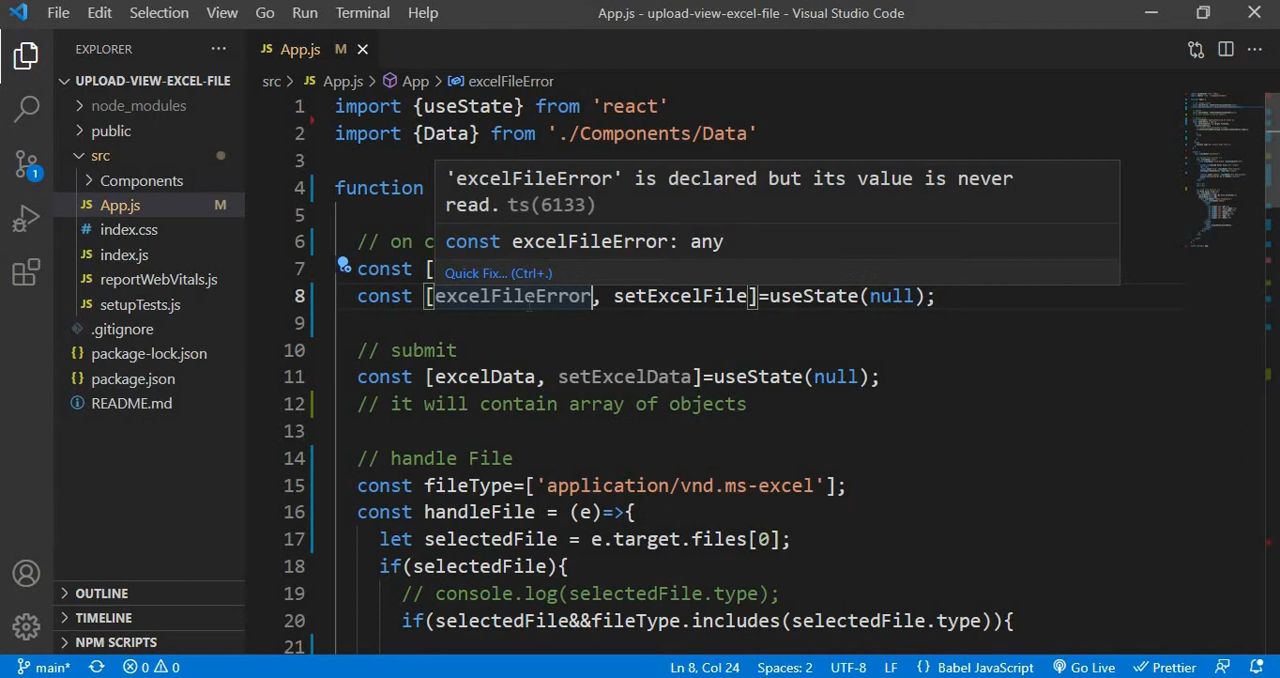 File Edit Selection View Go Run Terminal Help App.js - upload-view-excel-file - Visual Studio Code
EXPLORER
UPLOAD-VIEW-EXCEL-FILE
node_modules
public
src
Components
JS App.js M
# index.css
JS index.js
JS reportWebVitals.js
JS setupTests.js
.gitignore
{} package-lock.json
{} package.json
README.md
OUTLINE
TIMELINE
NPM SCRIPTS
1
JS App.js M
src > JS App.js > App > excelFileError
1 import {useState} from 'react'
2 import {Data} from './Components/Data'
3
4 function
5
6 // on c
7 const [
'excelFileError' is declared but its value is never
read. ts(6133)
const excelFileError: any
Quick Fix... (Ctrl+.)
8 const [excelFileError, setExcelFile]=useState(null);
9
10 // submit
11 const [excelData, setExcelData]=useState(null);
12 // it will contain array of objects
13
14 // handle File
15 const fileType=['application/vnd.ms-excel'];
16 const handleFile = (e)=>{
17 let selectedFile = e.target.files[0];
18 if(selectedFile){
19 // console.log(selectedFile.type);
20 if(selectedFile&&fileType.includes(selectedFile.type)){
21
main* 0 0 Ln 8, Col 24 Spaces: 2 UTF-8 LF {} Babel JavaScript Go Live Prettier